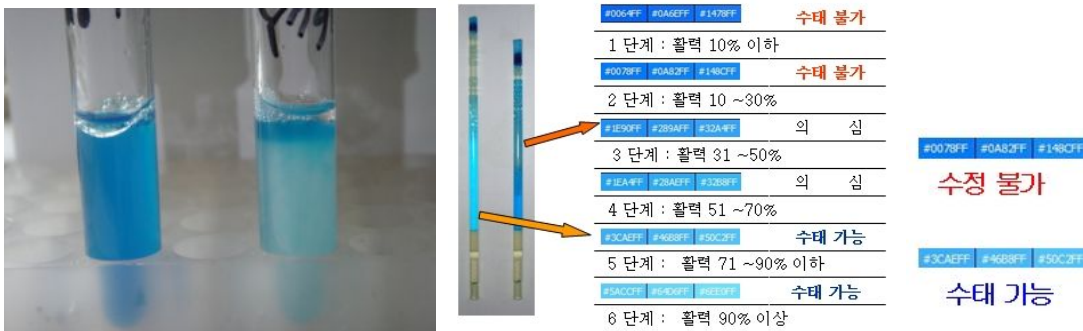 #0064FF #0A6EFF #1478FF 수태 불가
1 단계 : 활력 10% 이하
#0078FF #0A82FF #148CFF 수태 불가
2 단계 : 활력 10 ~30%
#1E90FF #289AFF #32A4FF 의 심
3 단계 : 활력 31 ~50%
#1EA4FF #28AEFF #32B8FF 의 심
4 단계 : 활력 51 ~70%
#3CAEFF #46B8FF #50C2FF 수태 가능
5 단계 : 활력 71 ~90% 이하
#5ACCFF #64D6FF #6EE0FF 수태 가능
6 단계 : 활력 90% 이상
#0078FF #0A82FF #148CFF
수정 불가
#3CAEFF #46B8FF #50C2FF
수태 가능